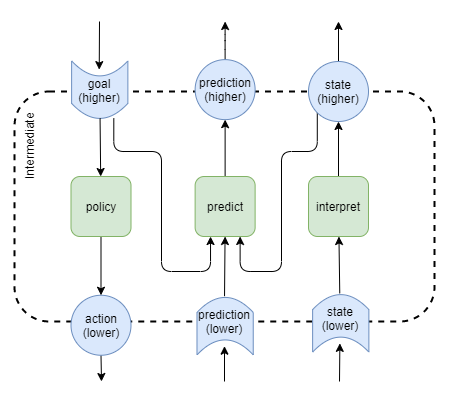 goal
(higher)
prediction
(higher)
state
(higher)
Intermediate
policy
predict
interpret
action
(lower)
prediction
(lower)
state
(lower)